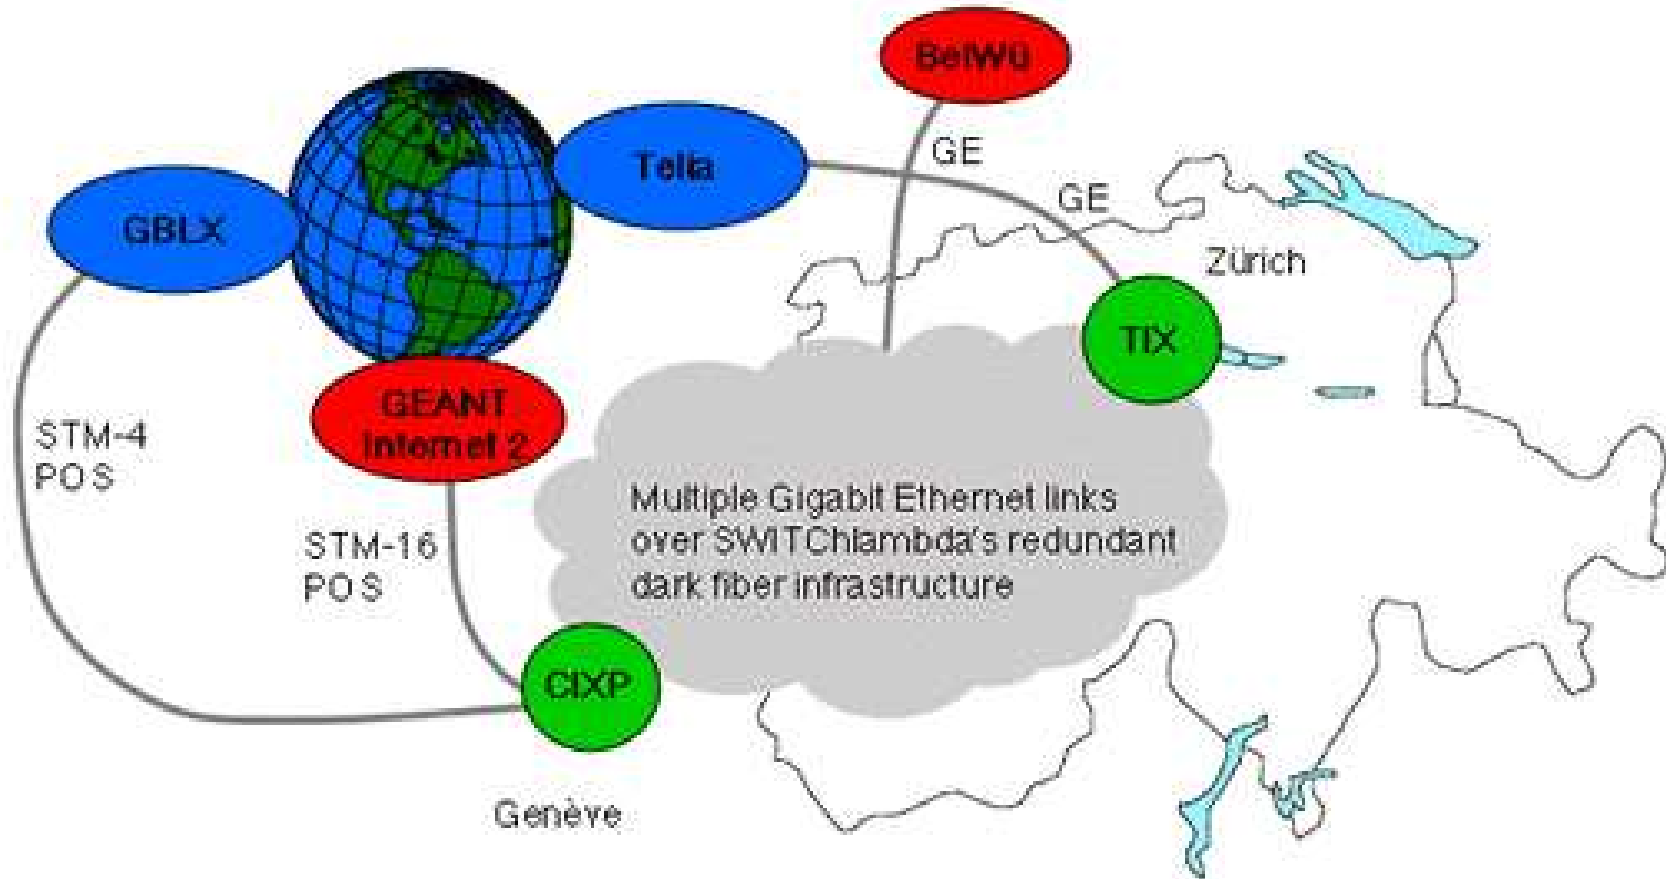 BelWü
GE
Telia
GE
GBLX
Zürich
TIX
GEANT
Internet 2
STM-4
POS
Multiple Gigabit Ethernet links
over SWITCHlambda's redundant
dark fiber infrastructure
STM-16
POS
CIXP
Genève